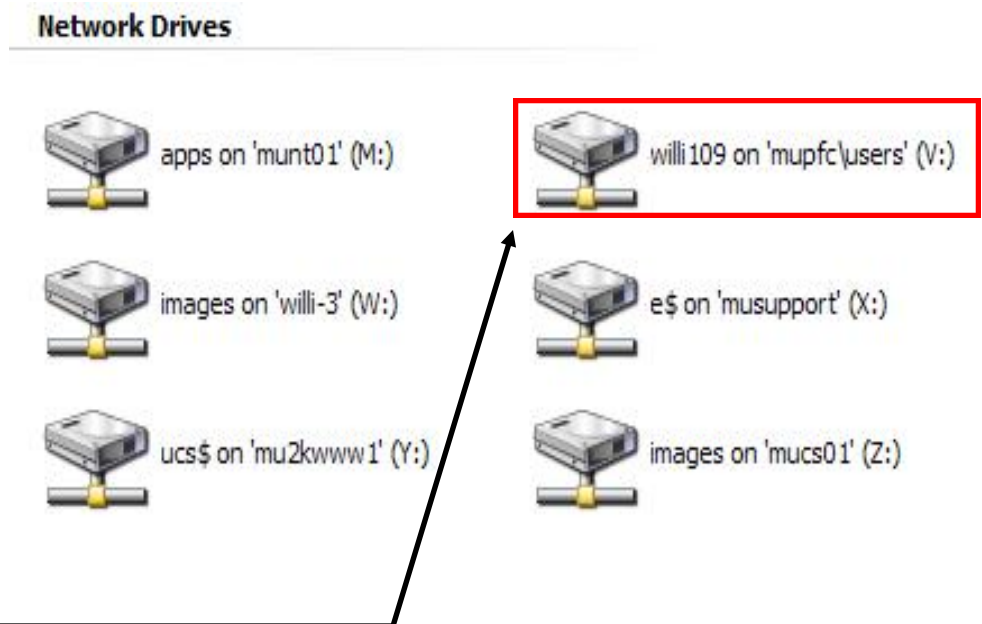 Network Drives
apps on 'munt01' (M:)
willi109 on 'mupfc\users' (V:)
images on 'willi-3' (W:)
e$ on 'musupport' (X:)
ucs$ on 'mu2kwww1' (Y:)
images on 'mucs01' (Z:)